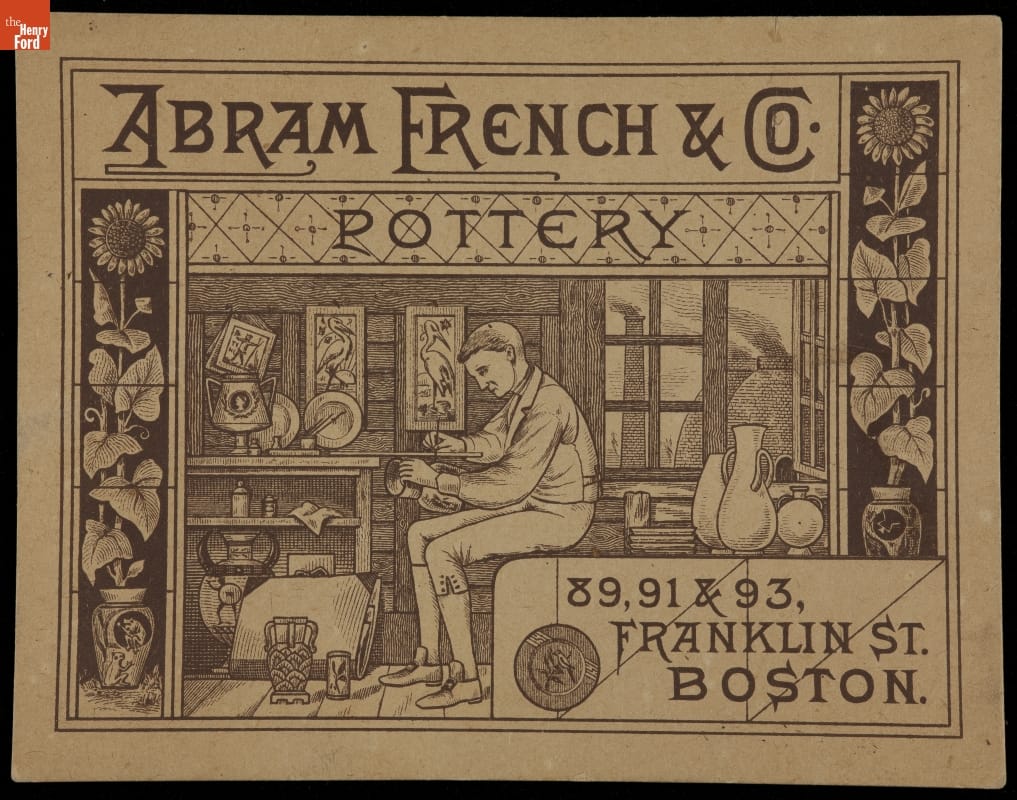 the
Henry
Ford
ABRAM FRENCH & CO.
POTTERY
89, 91 & 93,
FRANKLIN ST.
BOSTON.